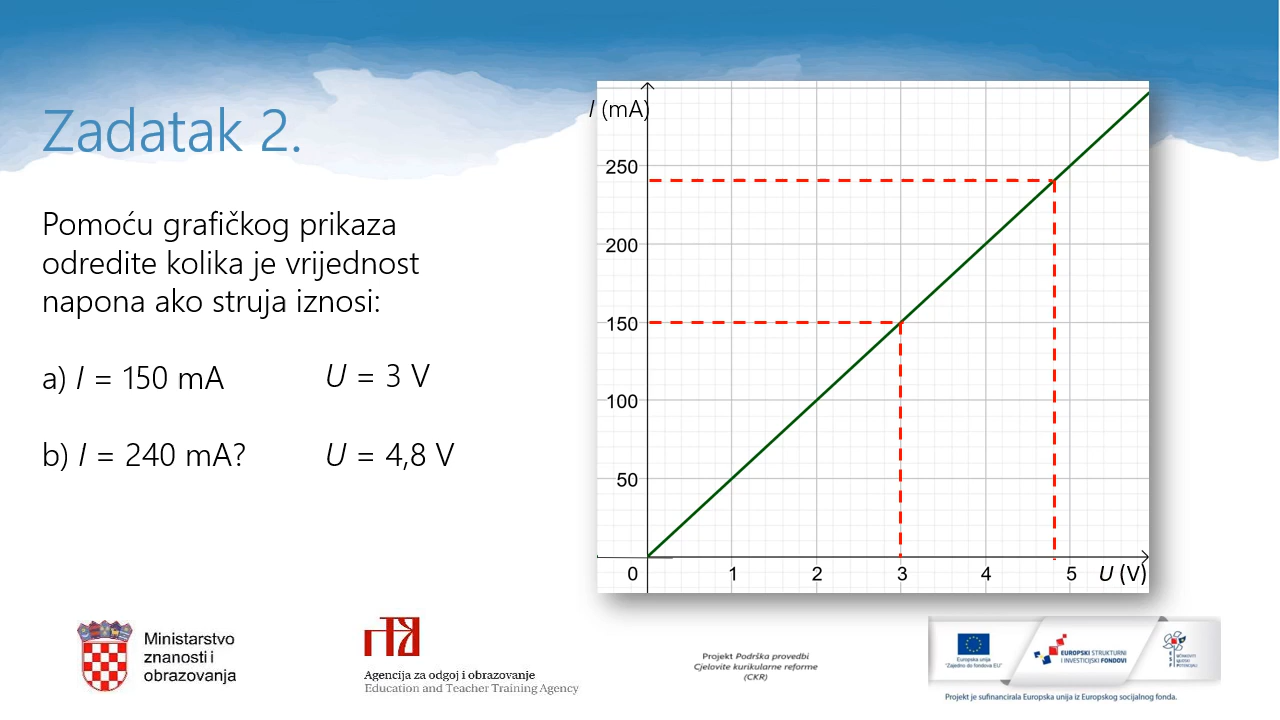 Zadatak 2.
Pomoću grafičkog prikaza
odredite kolika je vrijednost
napona ako struja iznosi:
a) I = 150 mA U = 3 V
b) I = 240 mA? U = 4,8 V
I (mA)
250
200
150
100
50
0 1 2 3 4 5 U (V)
Ministarstvo
znanosti i
obrazovanja
Agencija za odgoj i obrazovanje
Education and Teacher Training Agency
Projekt Podrška provedbi
Cjelovite kurikularne reforme
(CKR)
Europska unija
"Zajedno do fondova EU"
EUROPSKI STRUKTURNI
I INVESTICIJSKI FONDOVI
UČINKOVITI
LJUDSKI
POTENCIJALI
Projekt je sufinancirala Europska unija iz Europskog socijalnog fonda.